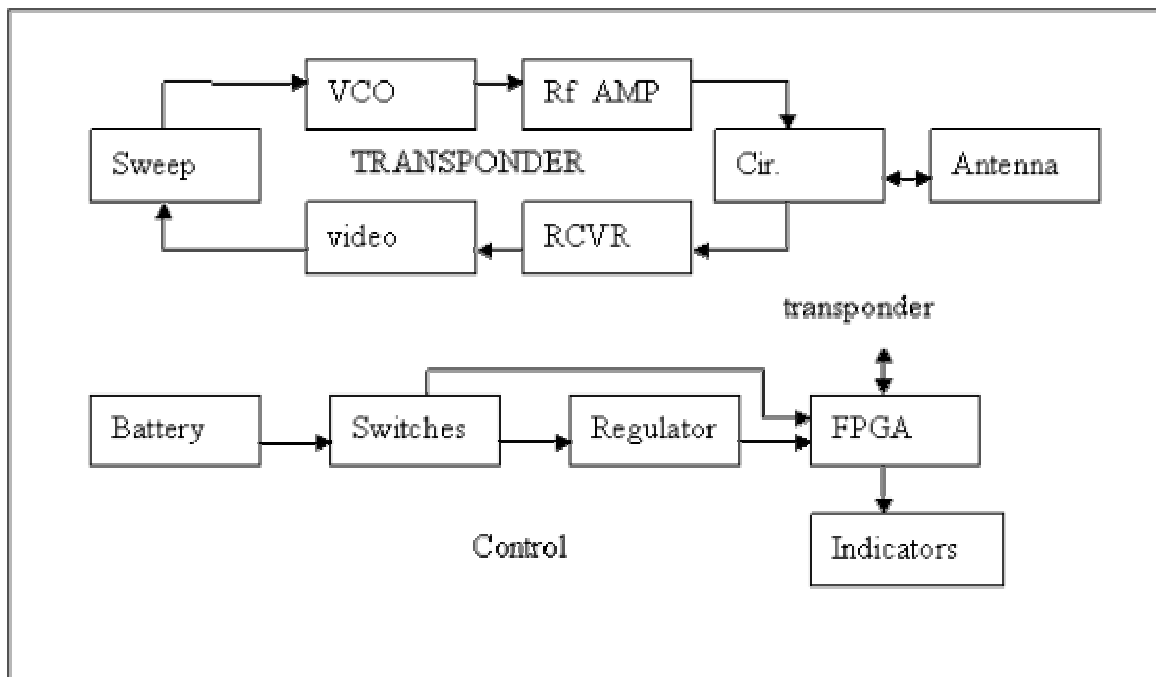 VCO
Rf AMP
Sweep
TRANSPONDER
Cir.
Antenna
video
RCVR
transponder
Battery
Switches
Regulator
FPGA
Control
Indicators